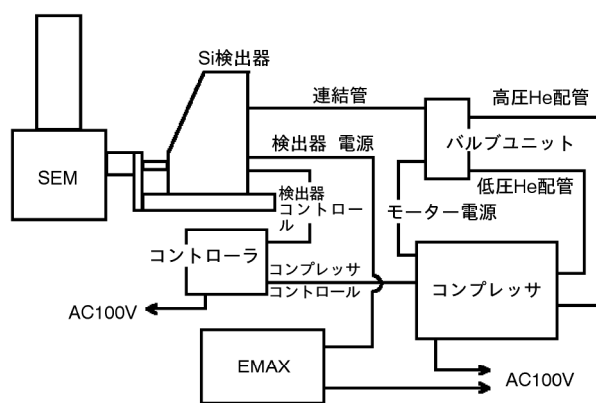 Si検出器
連結管
高圧He配管
バルブユニット
検出器 電源
SEM
低圧He配管
検出器
コントロー
ル
モーター電源
コントローラ
コンプレッサ
コントロール
コンプレッサ
AC100V
EMAX
AC100V